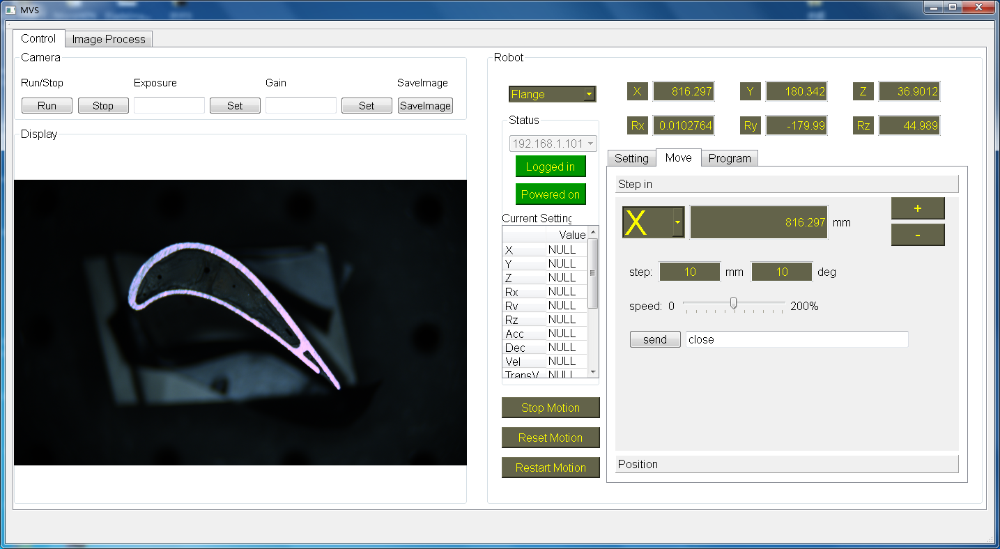 MVS
Control Image Process
Camera
Run/Stop Exposure Gain SaveImage
Run Stop Set Set SaveImage
Display
Robot
Flange
X 816.297 Y 180.342 Z 36.9012
Rx 0.0102764 Ry -179.99 Rz 44.989
Status
192.168.1.101
Logged in
Powered on
Current Setting
Value
X NULL
Y NULL
Z NULL
Rx NULL
Rv NULL
Rz NULL
Acc NULL
Dec NULL
Vel NULL
TransV NULL
Stop Motion
Reset Motion
Restart Motion
Setting Move Program
Step in
X 816.297 mm
+
-
step: 10 mm 10 deg
speed: 0 200%
send close
Position